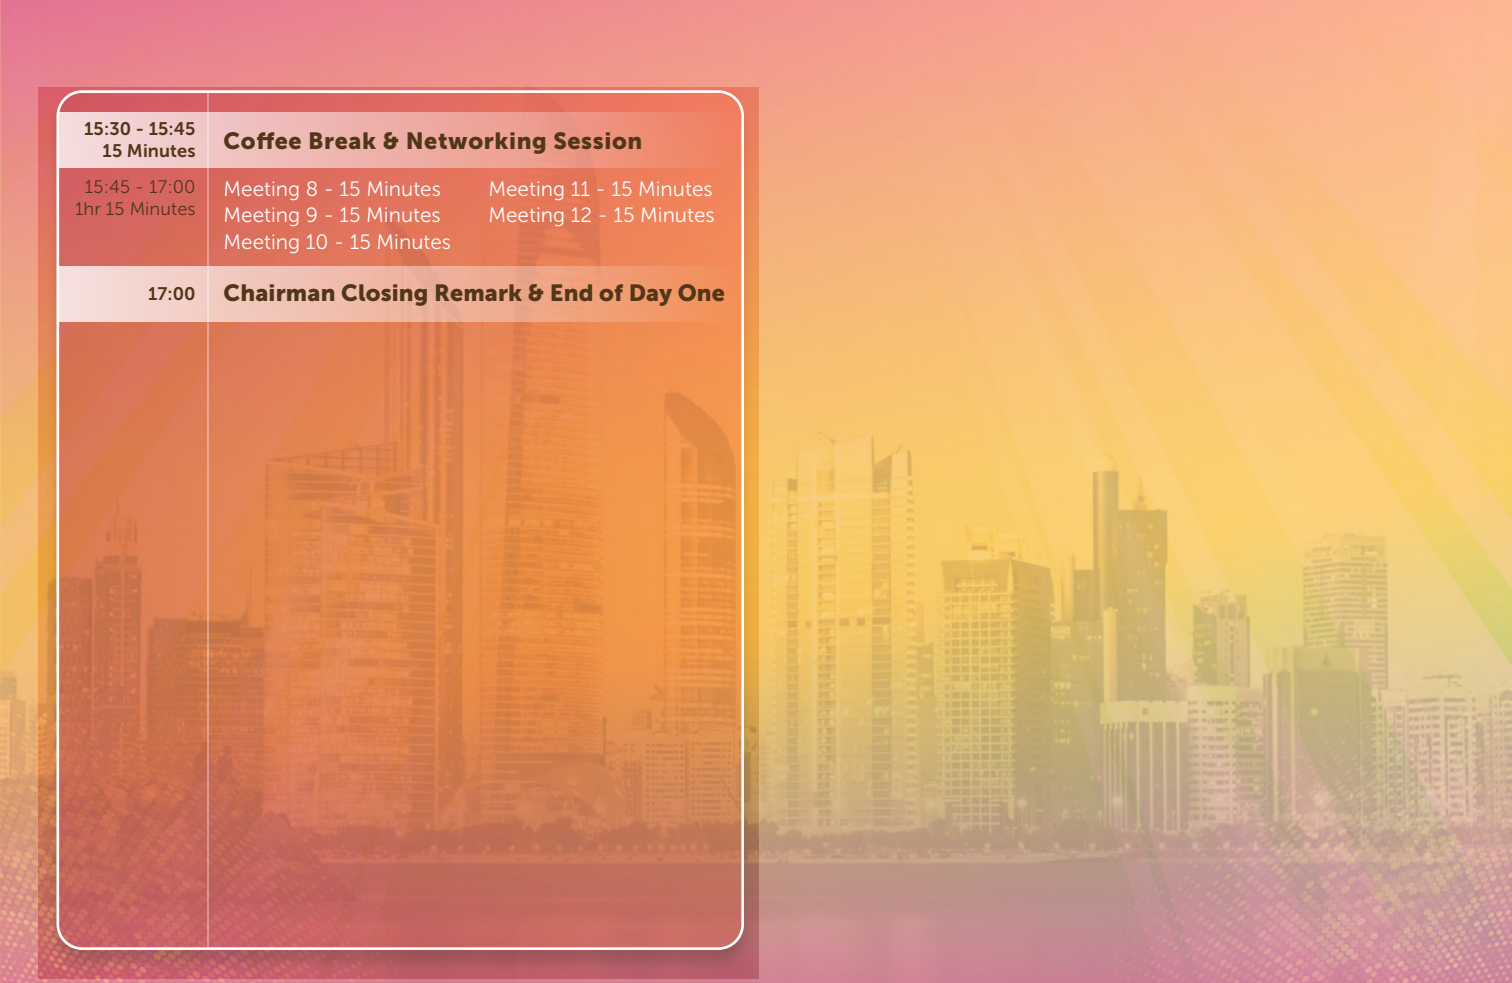 15:30 - 15:45
15 Minutes
Coffee Break & Networking Session
15:45 - 17:00
1hr 15 Minutes
Meeting 8 - 15 Minutes
Meeting 9 - 15 Minutes
Meeting 10 - 15 Minutes
Meeting 11 - 15 Minutes
Meeting 12 - 15 Minutes
17:00
Chairman Closing Remark & End of Day One